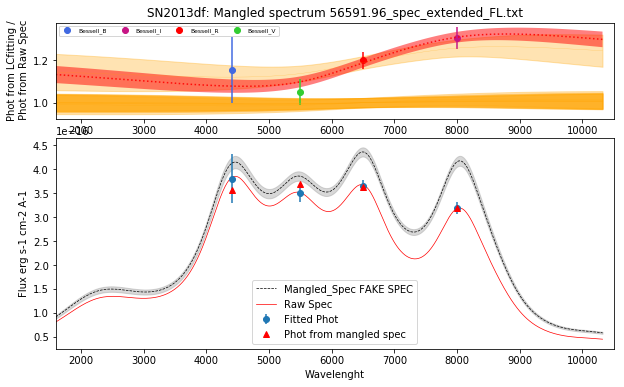 SN2013df: Mangled spectrum 56591.96_spec_extended_FL.txt
Phot from LCfitting /
Phot from Raw Spec
Bessell_B
Bessell_I
Bessell_R
Bessell_V
1.2
1.0
2000 3000 4000 5000 6000 7000 8000 9000 10000
1e−16
Flux erg s-1 cm-2 A-1
4.5
4.0
3.5
3.0
2.5
2.0
1.5
1.0
0.5
Mangled_Spec FAKE SPEC
Raw Spec
Fitted Phot
Phot from mangled spec
2000 3000 4000 5000 6000 7000 8000 9000 10000
Wavelenght